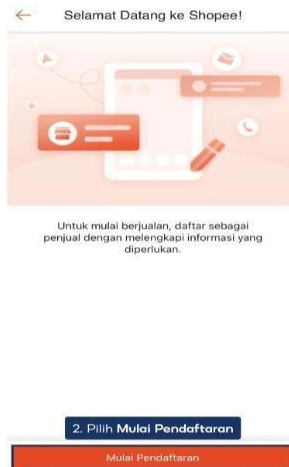 Selamat Datang ke Shopee!
Untuk mulai berjualan, daftar sebagai
penjual dengan melengkapi informasi yang
diperlukan.
2. Pilih Mulai Pendaftaran
Mulai Pendaftaran